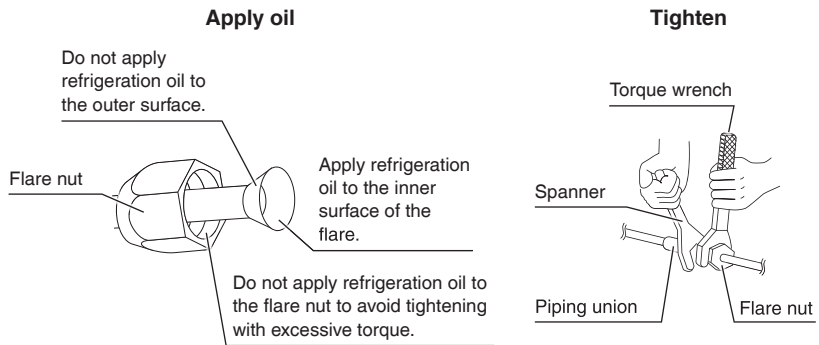 Apply oil
Do not apply
refrigeration oil to
the outer surface.
Flare nut
Apply refrigeration
oil to the inner
surface of the
flare.
Do not apply refrigeration oil to
the flare nut to avoid tightening
with excessive torque.
Tighten
Torque wrench
Spanner
Piping union
Flare nut